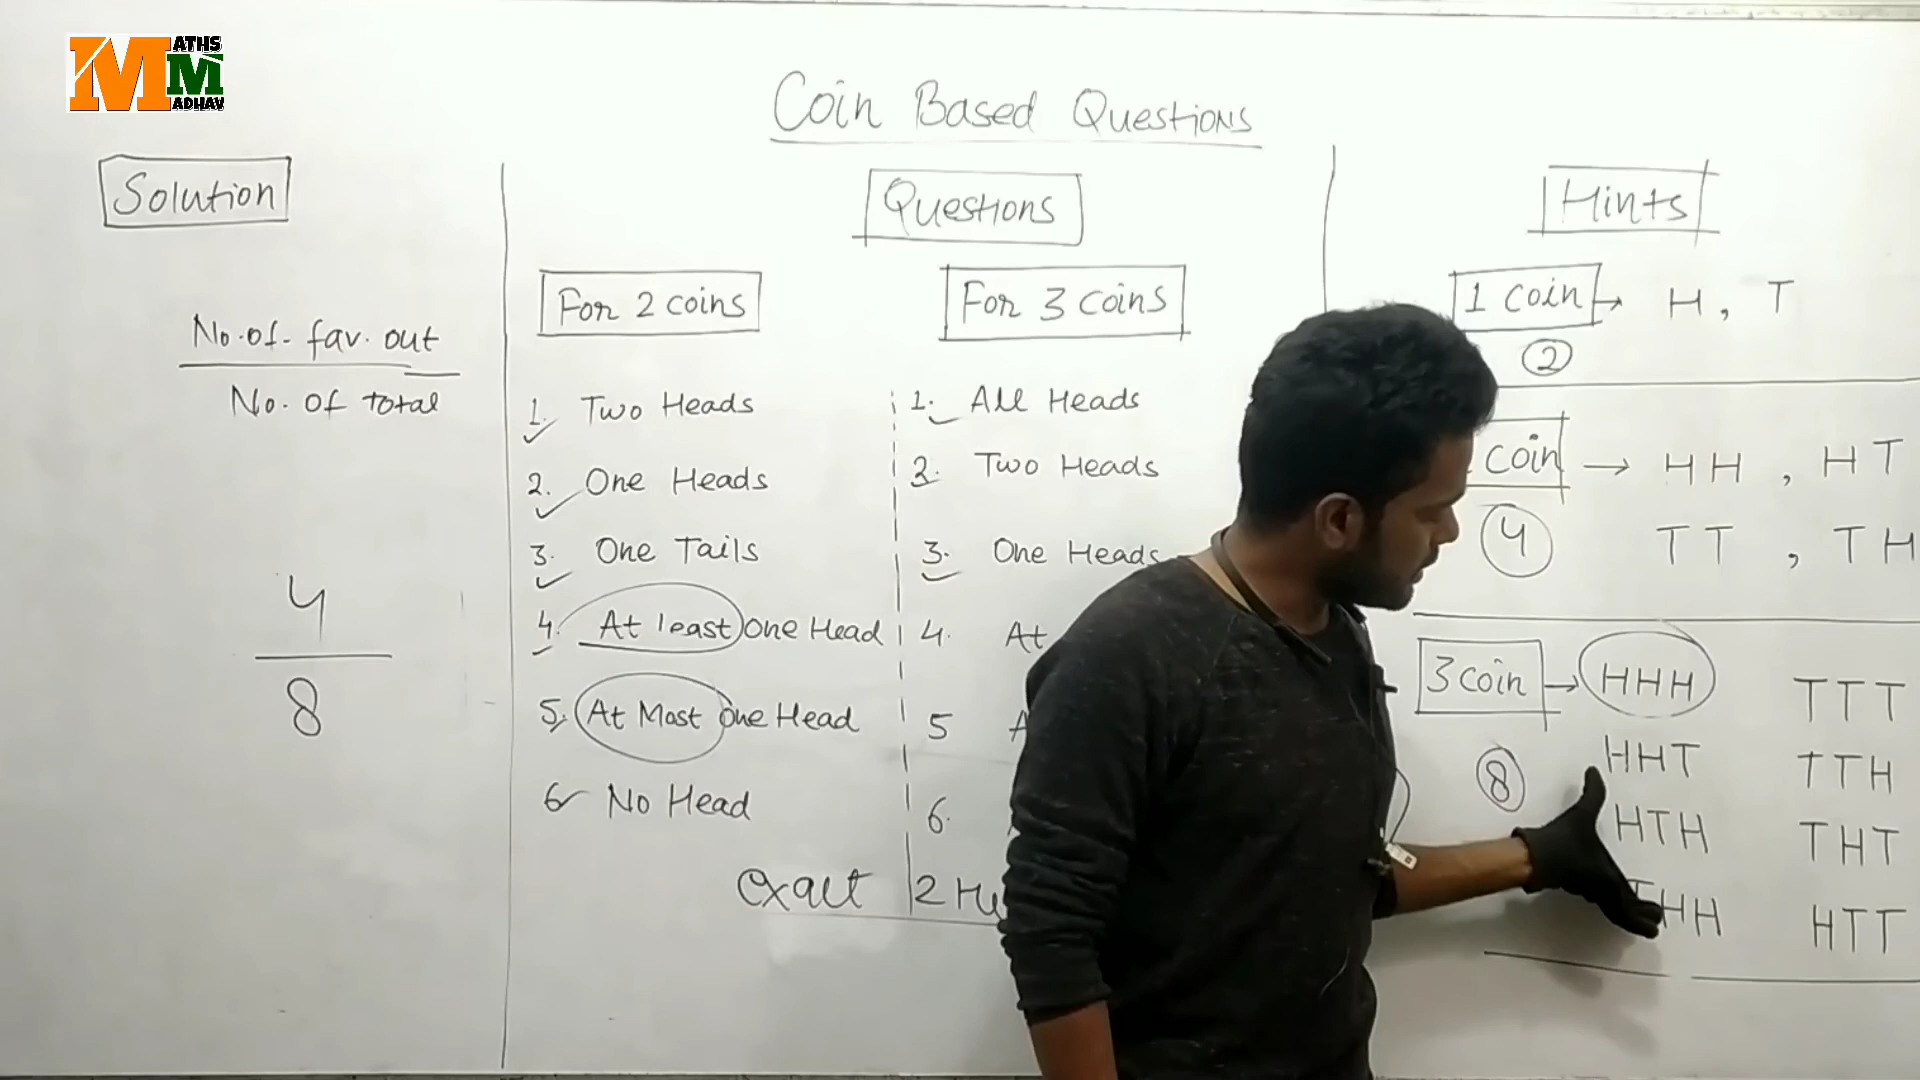 MATHS
MADHAV
Coin Based Questions
Solution
No. of fav. out
No. of total
4
8
Questions
For 2 coins
1. Two Heads
2. One Heads
3. One Tails
4. At least one Head
5. At Most one Head
6 No Head
exact 2 He
For 3 coins
1. All Heads
2. Two Heads
3. One Heads
4. At
5 A
6.
Hints
1 coin → H, T
2
coin → HH, HT
4 TT, TH
3 coin → HHH TTT
8 HHT TTH
HTH THT
THH HTT